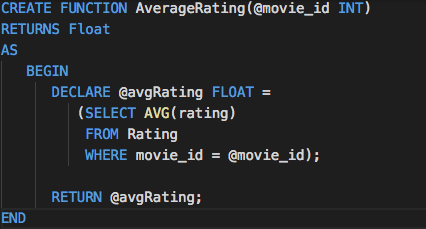 CREATE FUNCTION AverageRating(@movie_id INT)
RETURNS Float
AS
BEGIN
DECLARE @avgRating FLOAT =
(SELECT AVG(rating)
FROM Rating
WHERE movie_id = @movie_id);
RETURN @avgRating;
END